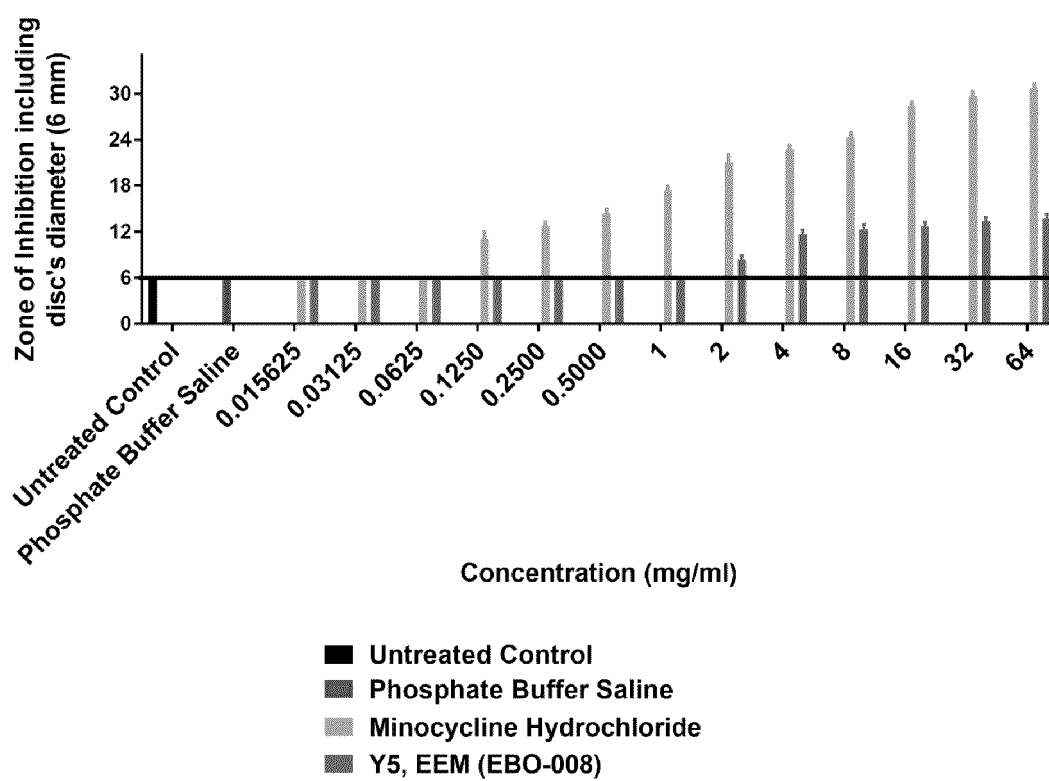 Zone of Inhibition including
disc's diameter (6 mm)
30
24
18
12
6
0
Untreated Control
Phosphate Buffer Saline
0.015625
0.03125
0.0625
0.1250
0.2500
0.5000
1
2
4
8
16
32
64
Concentration (mg/ml)
Untreated Control
Phosphate Buffer Saline
Minocycline Hydrochloride
Y5, EEM (EBO-008)